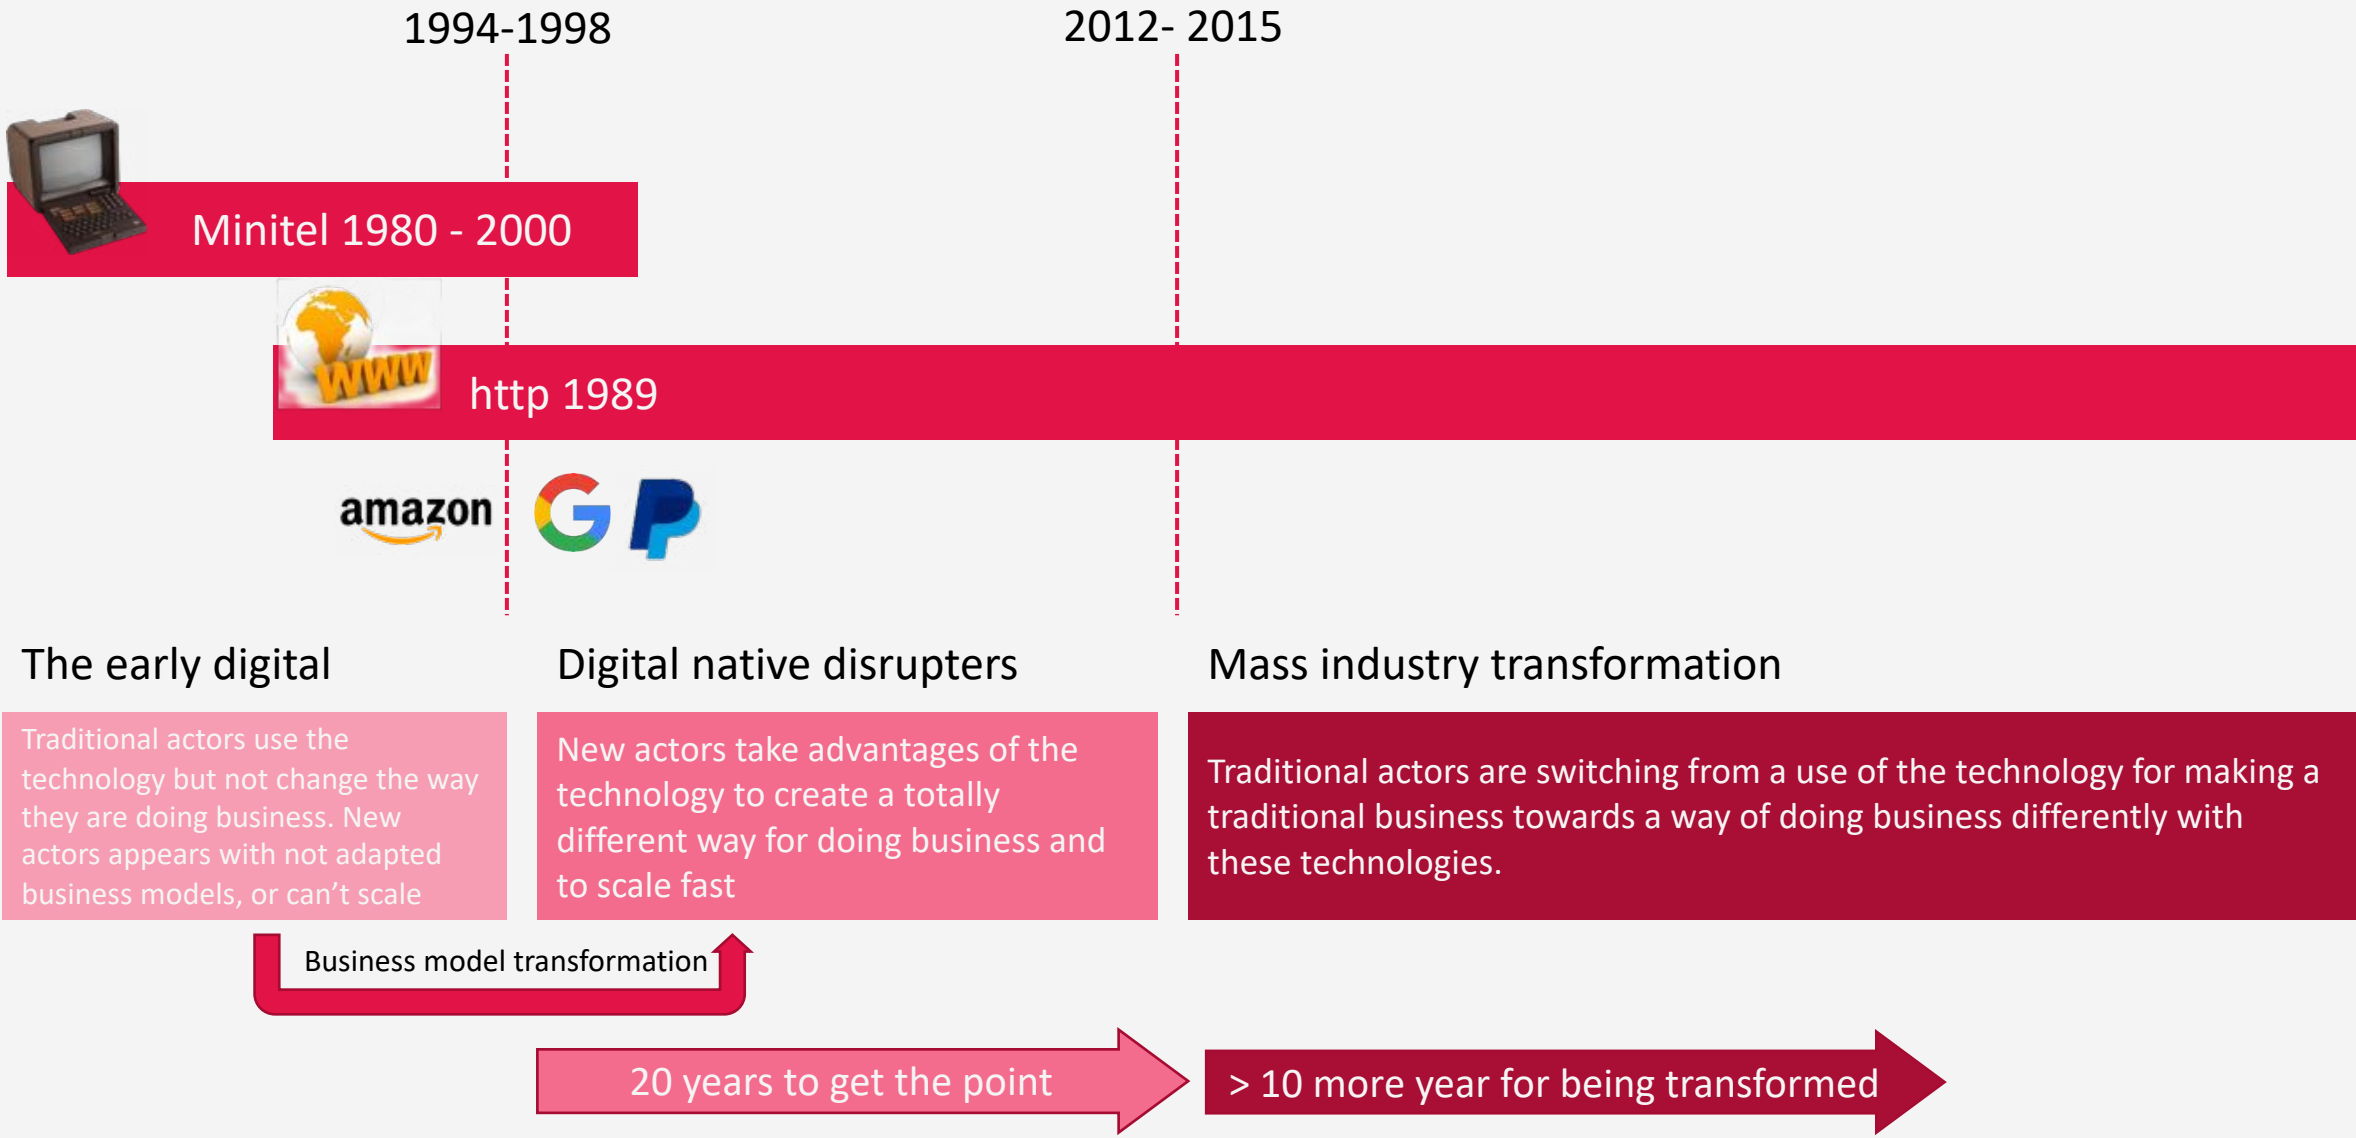 1994-1998
2012- 2015
Minitel 1980 - 2000
WWW
http 1989
amazon
G
P
The early digital
Digital native disrupters
Mass industry transformation
Traditional actors use the
technology but not change the way
they are doing business. New
actors appears with not adapted
business models, or can’t scale
New actors take advantages of the
technology to create a totally
different way for doing business and
to scale fast
Traditional actors are switching from a use of the technology for making a
traditional business towards a way of doing business differently with
these technologies.
Business model transformation
20 years to get the point
> 10 more year for being transformed